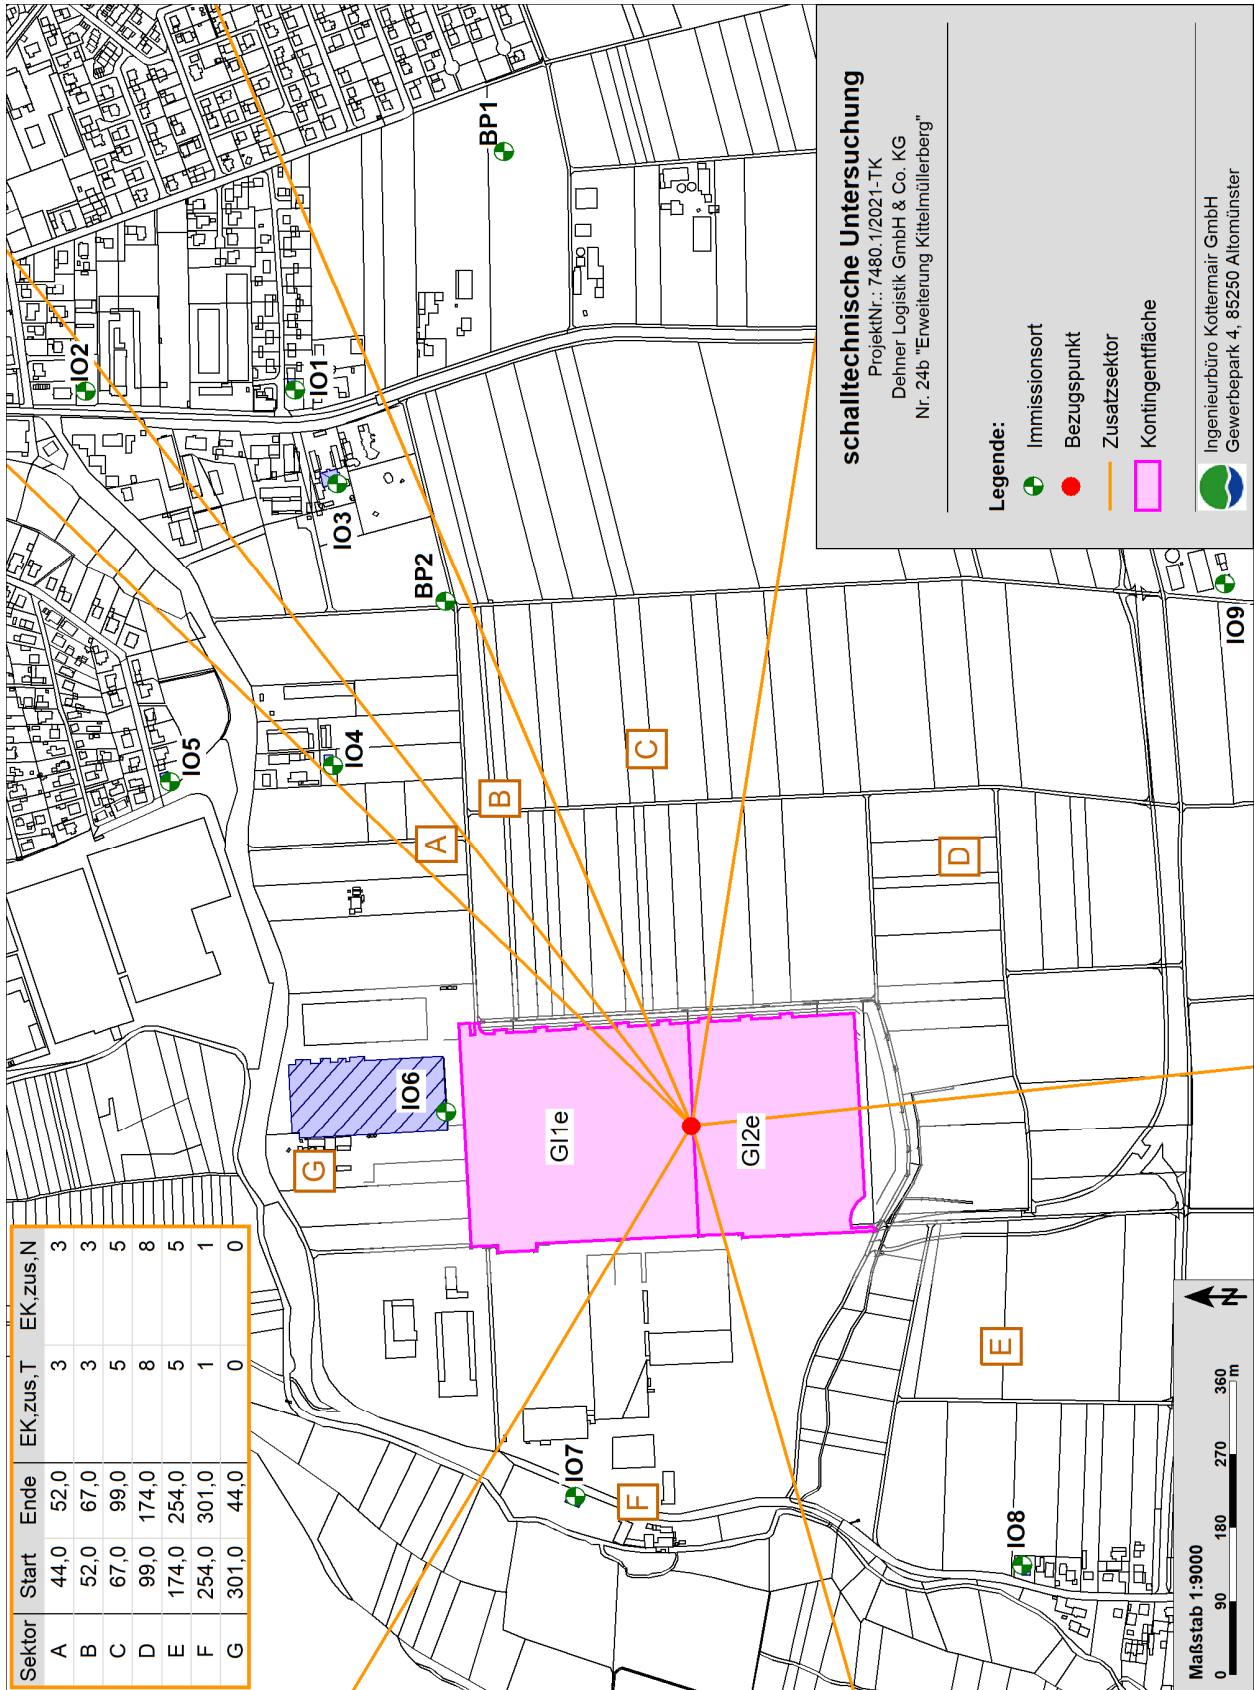 Sektor Start Ende EK,zus,T EK,zus,N
A 44,0 52,0 3 3
B 52,0 67,0 3 3
C 67,0 99,0 5 5
D 99,0 174,0 8 8
E 174,0 254,0 5 5
F 254,0 301,0 1 1
G 301,0 44,0 0 0
IO5
IO2
IO4
IO3
IO1
G
IO6
A
BP2
BP1
B
IO7
GI1e
F
C
GI2e
D
E
IO8
IO9
Maßstab 1:9000
0 90 180 270 360
m
N
schalltechnische Untersuchung
ProjektNr.: 7480.1/2021-TK
Dehner Logistik GmbH & Co. KG
Nr. 24b "Erweiterung Kittelmüllerberg"
Legende:
Immissionsort
Bezugspunkt
Zusatzsektor
Kontingentfläche
Ingenieurbüro Kottermair GmbH
Gewerbepark 4, 85250 Altomünster